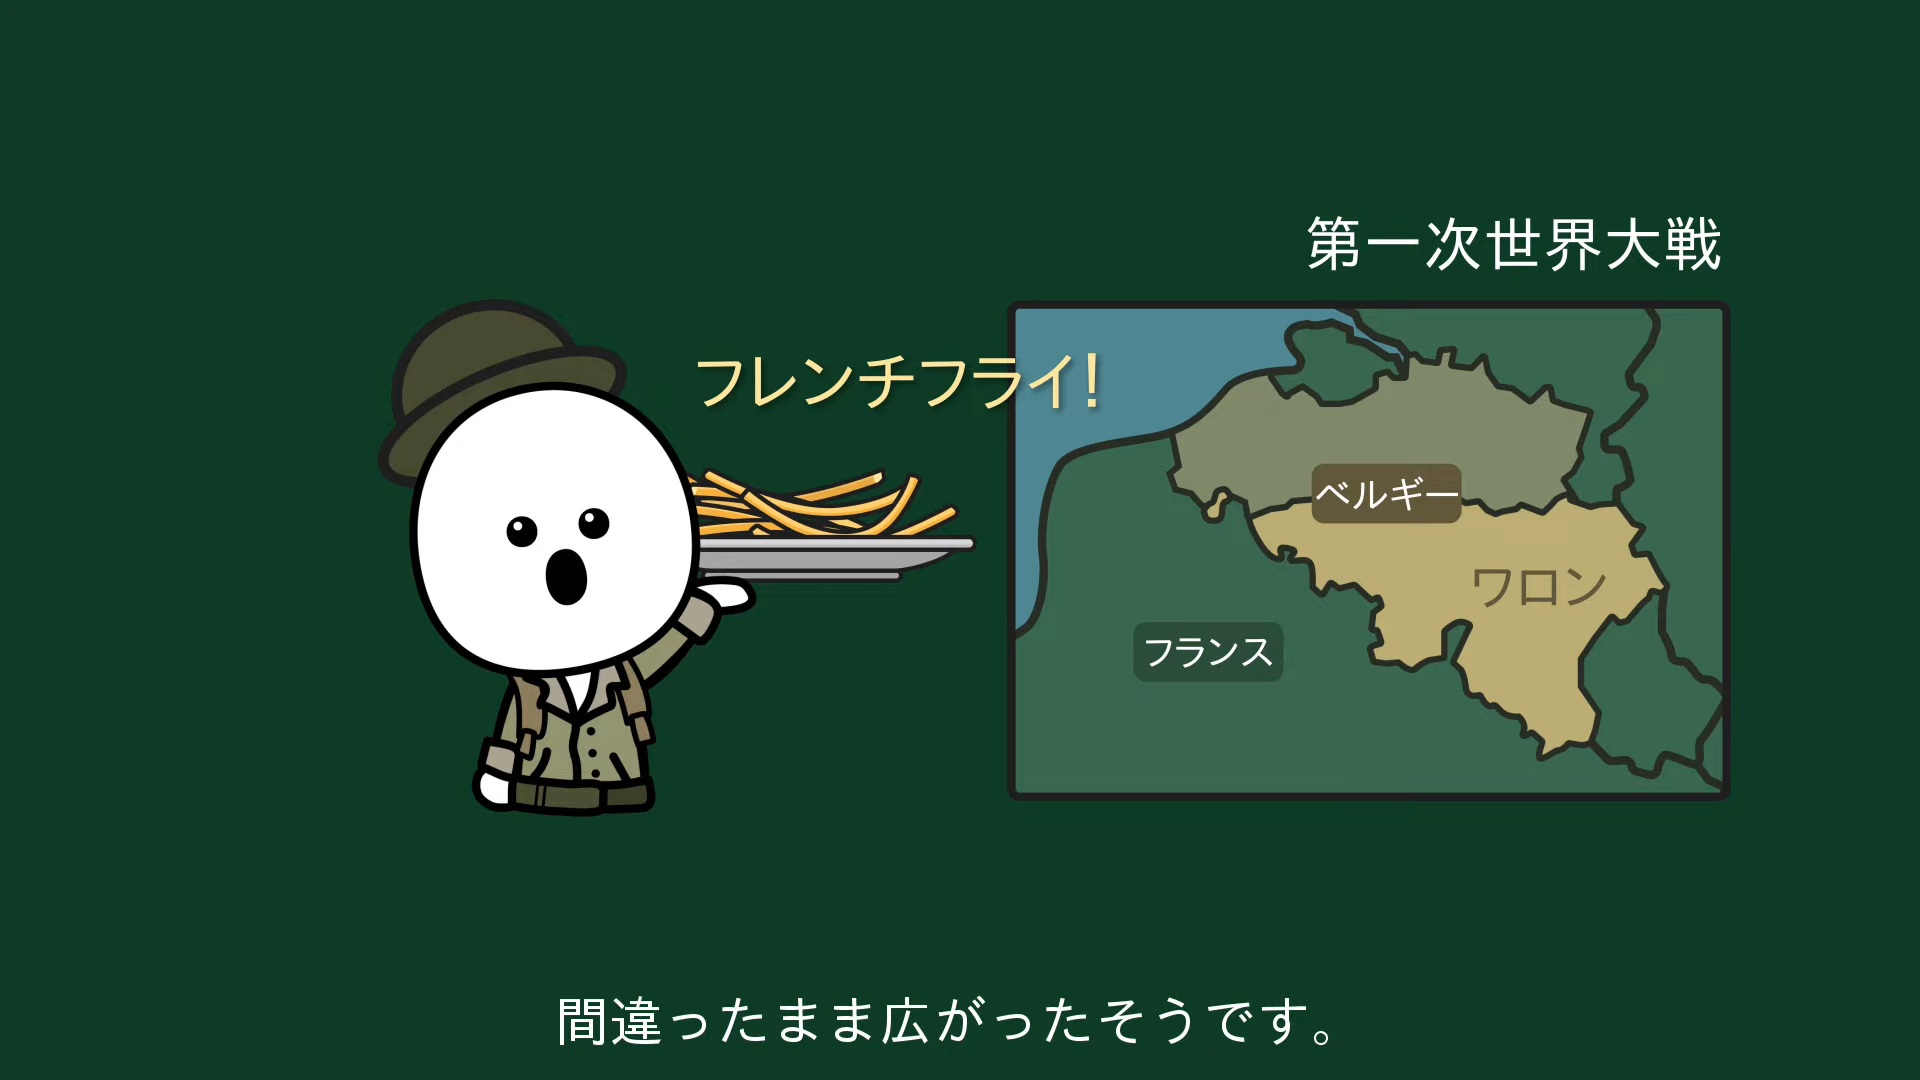 第一次世界大戦
フレンチフライ!
ベルギー
ワロン
フランス
間違ったまま広がったそうです。